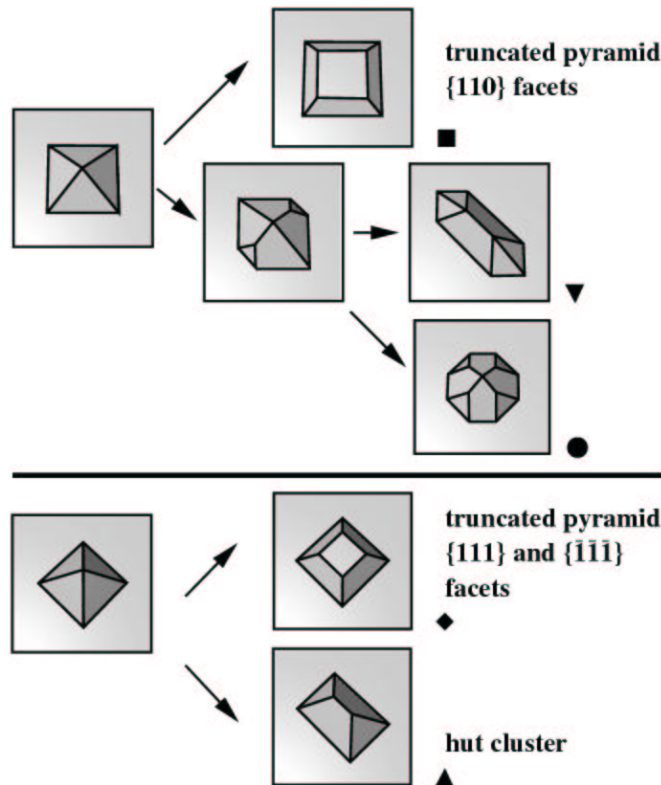 truncated pyramid
{110} facets
truncated pyramid
{111} and {1̄1̄1̄}
facets
hut cluster